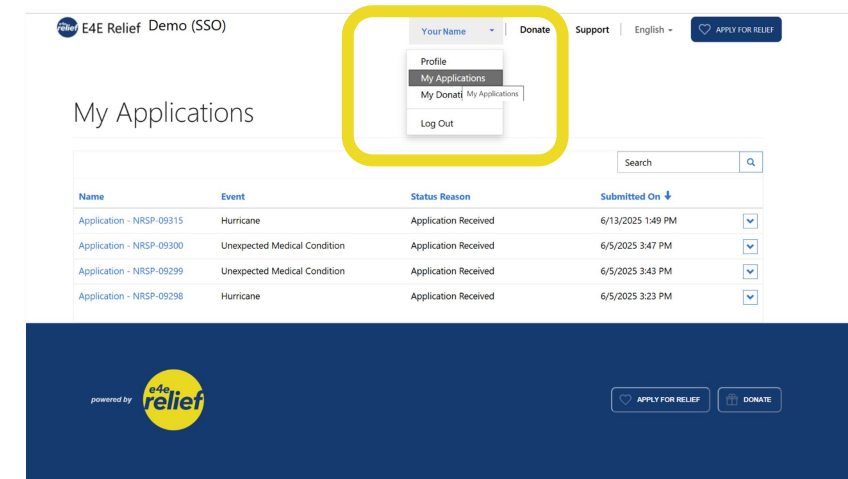 e4e relief E4E Relief Demo (SSO)
Your Name Donate Support English APPLY FOR RELIEF
Profile
My Applications
My Donati My Applications
Log Out
My Applications
Search
Name Event Status Reason Submitted On
Application - NRSP-09315 Hurricane Application Received 6/13/2025 1:49 PM
Application - NRSP-09300 Unexpected Medical Condition Application Received 6/5/2025 3:47 PM
Application - NRSP-09299 Unexpected Medical Condition Application Received 6/5/2025 3:43 PM
Application - NRSP-09298 Hurricane Application Received 6/5/2025 3:23 PM
powered by e4e relief APPLY FOR RELIEF DONATE